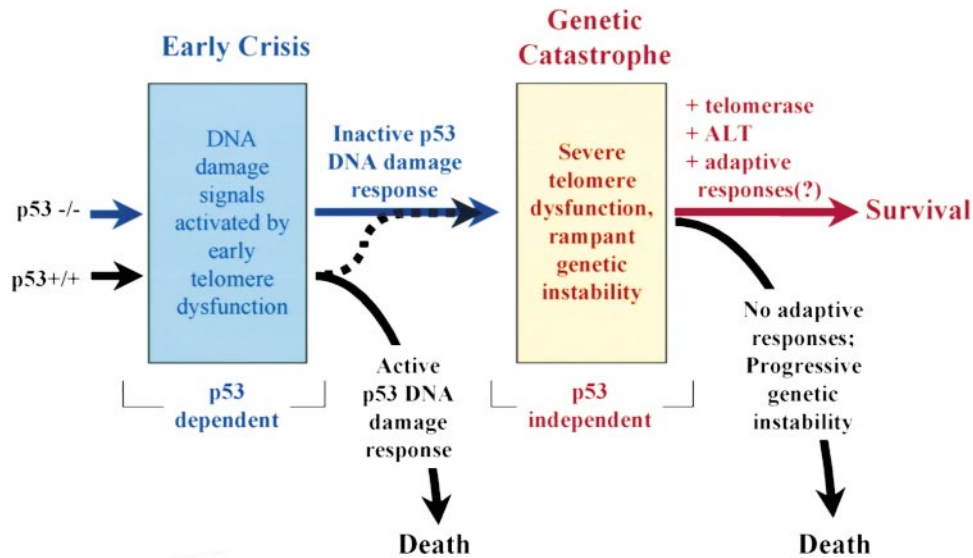 Early Crisis
Genetic
Catastrophe
p53 -/-
p53+/+
DNA
damage
signals
activated by
early
telomere
dysfunction
Inactive p53
DNA damage
response
Severe
telomere
dysfunction,
rampant
genetic
instability
+ telomerase
+ ALT
+ adaptive
responses(?)
Survival
p53
dependent
Active
p53 DNA
damage
response
Death
p53
independent
No adaptive
responses;
Progressive
genetic
instability
Death